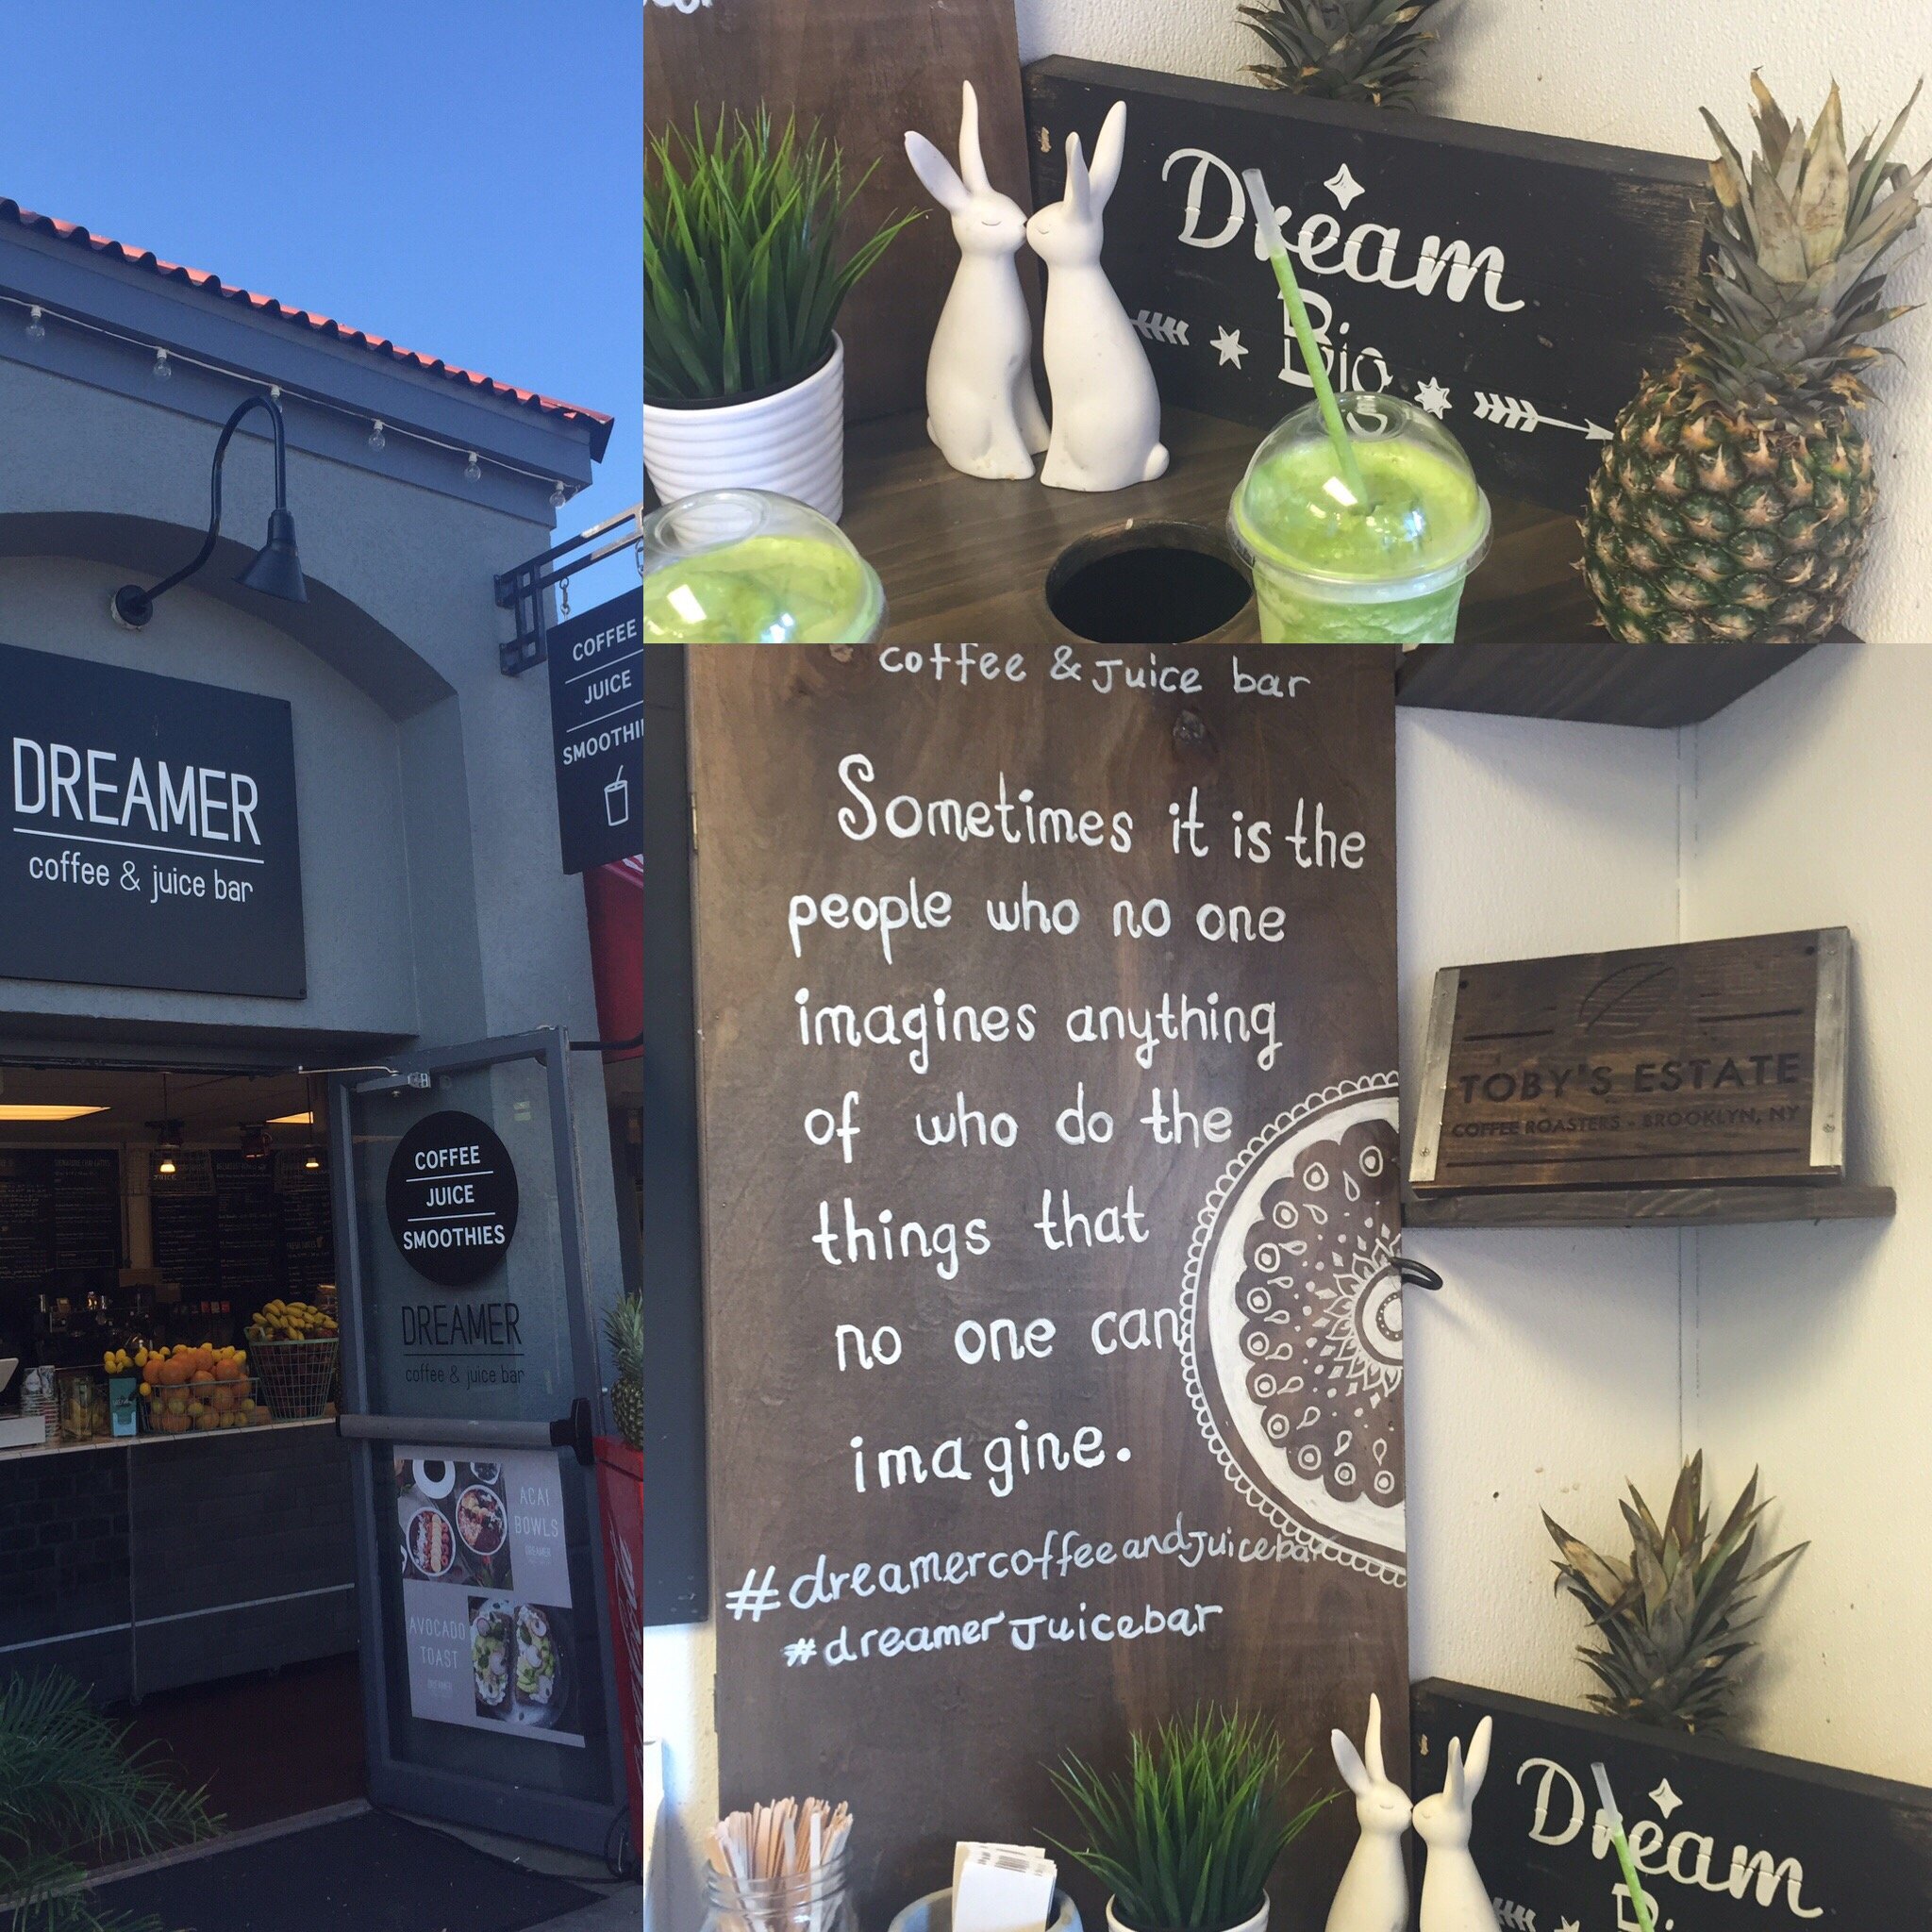 DREAMER
coffee & juice bar
COFFEE
JUICE
COFFEE
JUICE
SMOOTHIES
DREAMER
coffee & juice bar
ACAI
BOWLS
DREAMER
AVOCADO
TOAST
DREAMER
Dream
Big
coffee & Juice bar
Sometimes it is the
people who no one
imagines anything
of who do the
things that
no one can
imagine.
#dreamercoffeeandjuicebar
#dreamerJuicebar
TOBY'S ESTATE
COFFEE ROASTERS - BROOKLYN, NY
Dream